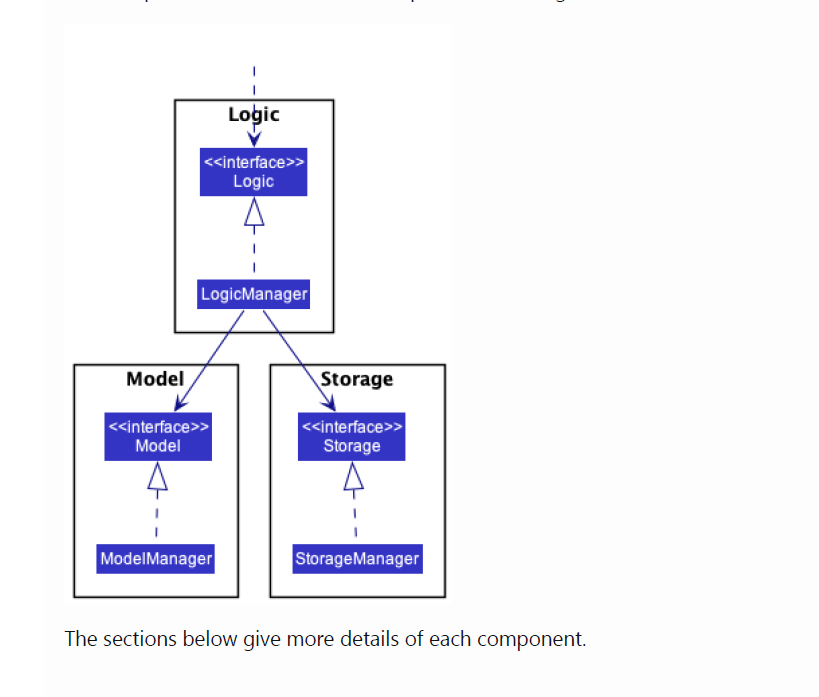 Logic
<<interface>>
Logic
LogicManager
Model
Storage
<<interface>>
Model
<<interface>>
Storage
ModelManager
StorageManager
The sections below give more details of each component.